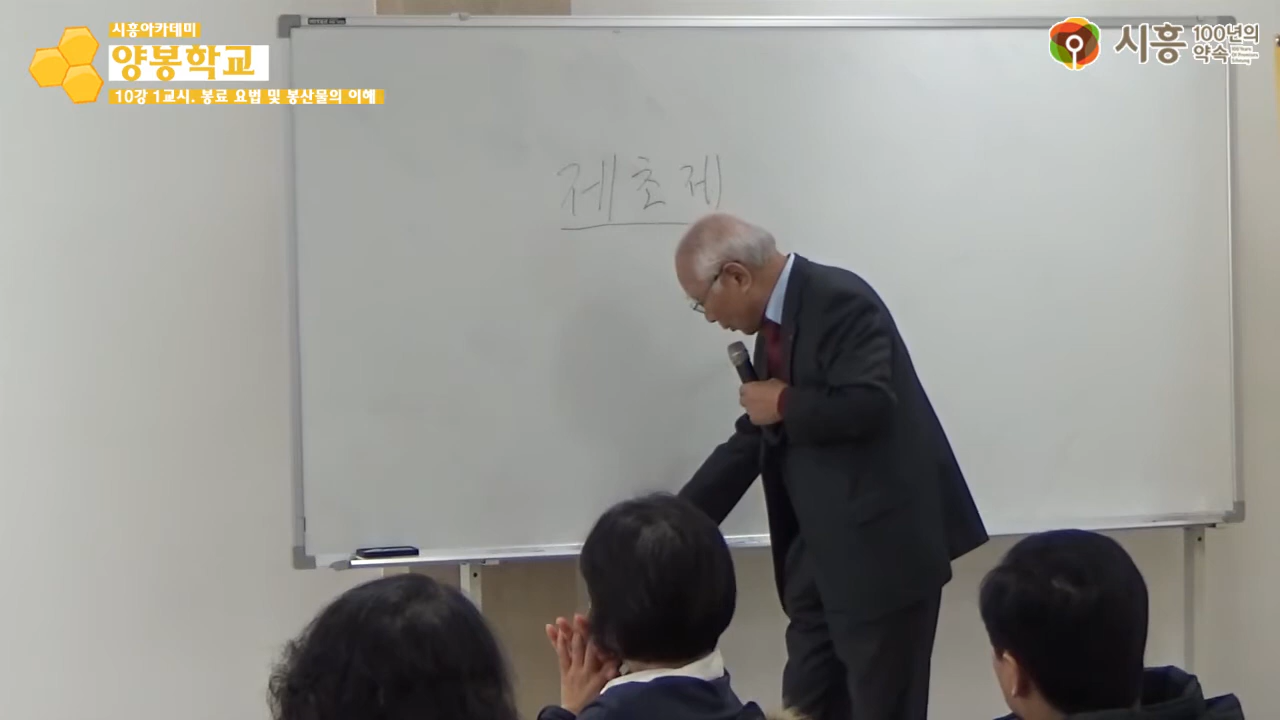 시흥아카데미
양봉학교
10강 1교시. 봉료 요법 및 봉산물의 이해
시흥 100년의 약속
제초제